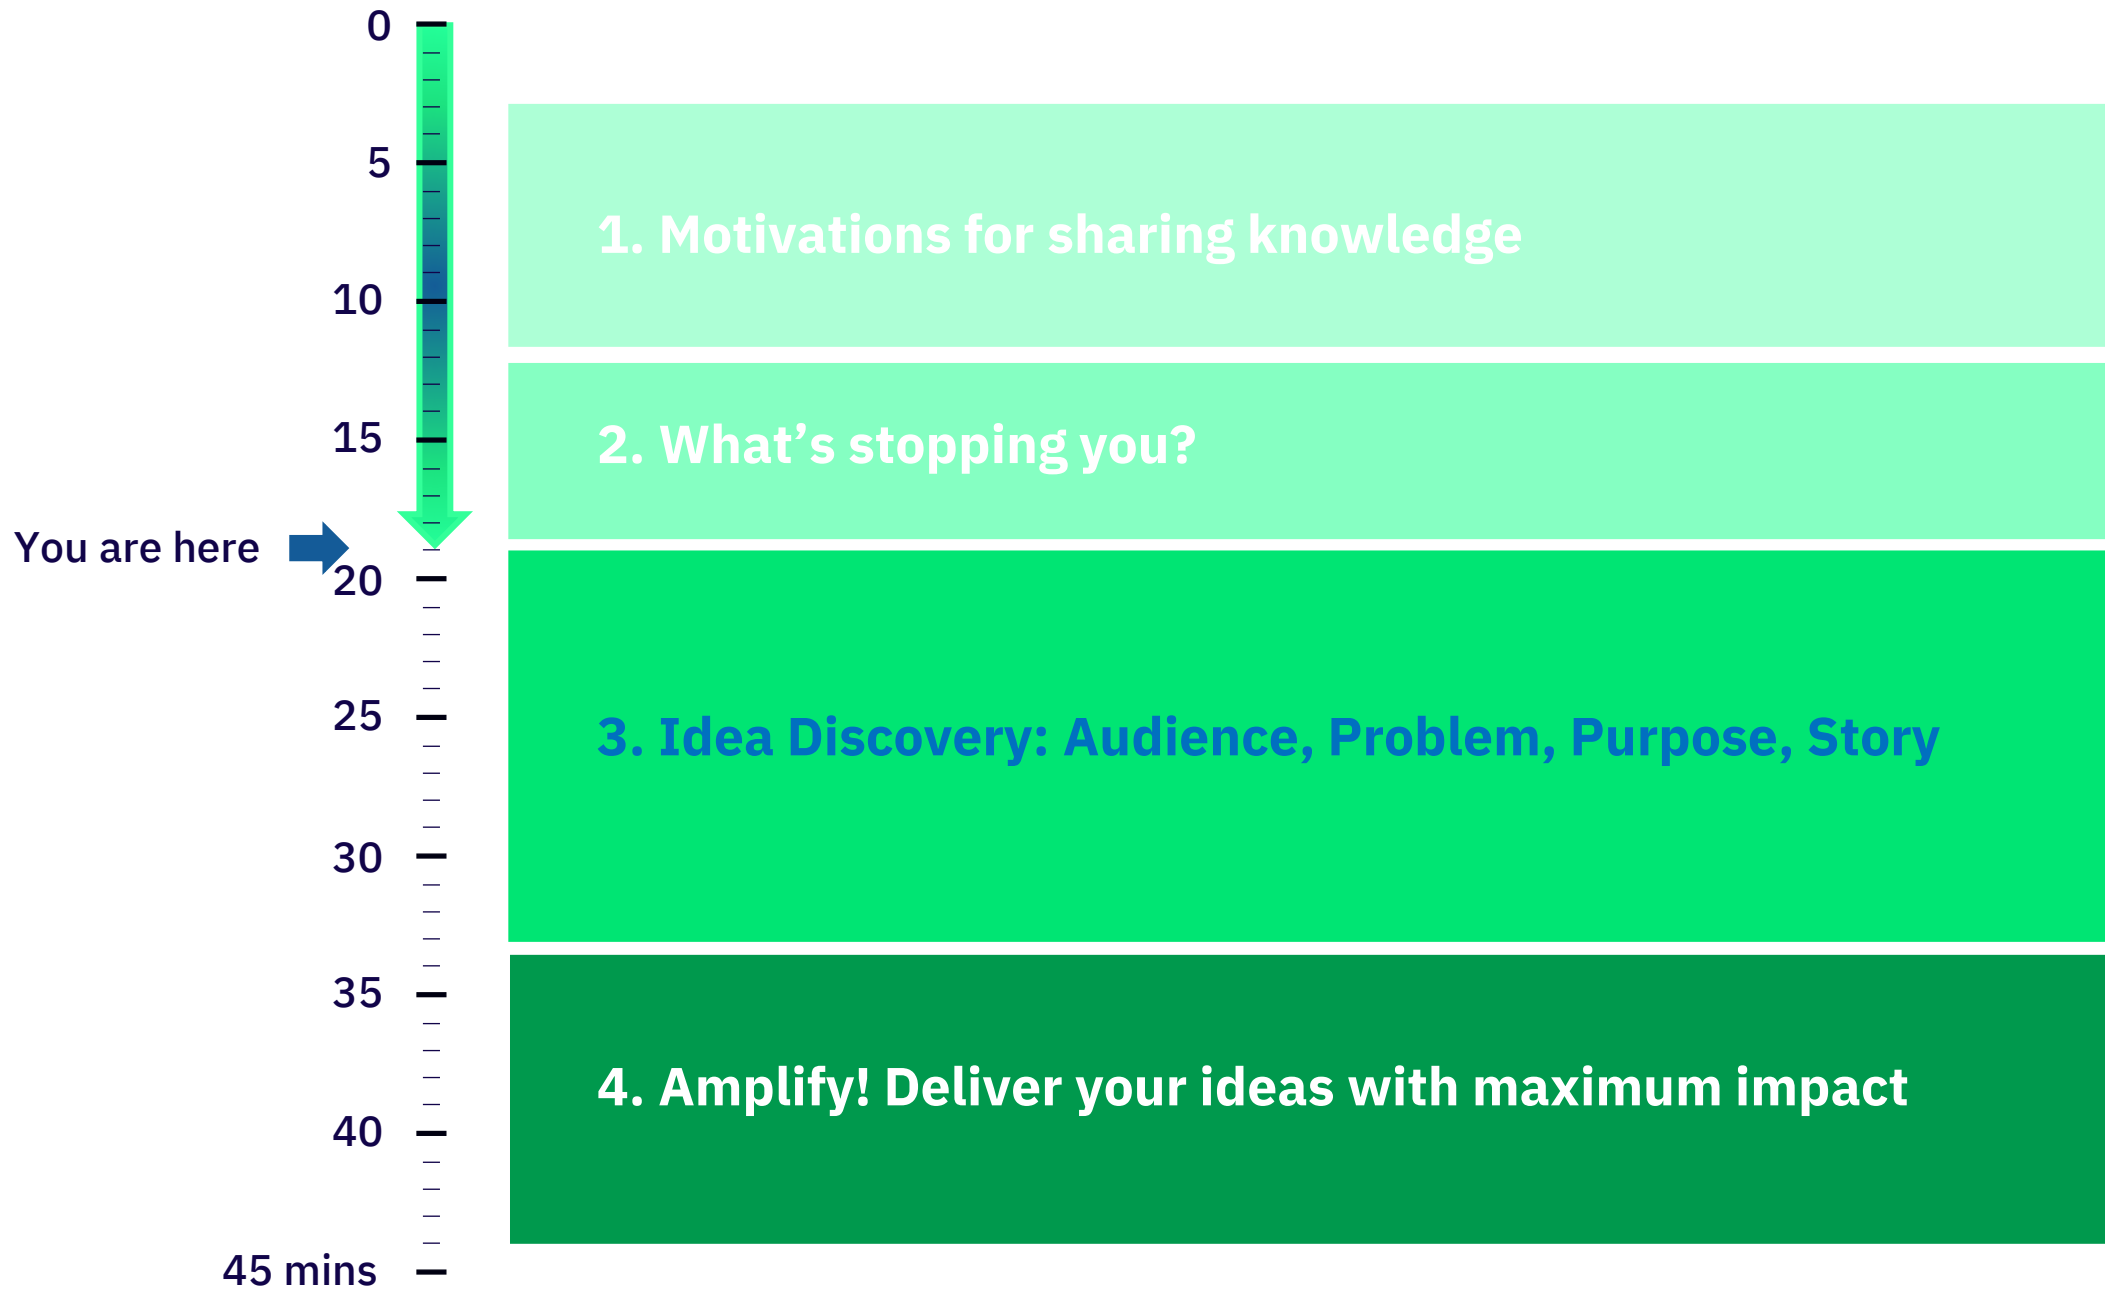 0
5
1. Motivations for sharing knowledge
10
15
2. What’s stopping you?
You are here
20
25
3. Idea Discovery: Audience, Problem, Purpose, Story
30
35
4. Amplify! Deliver your ideas with maximum impact
40
45 mins